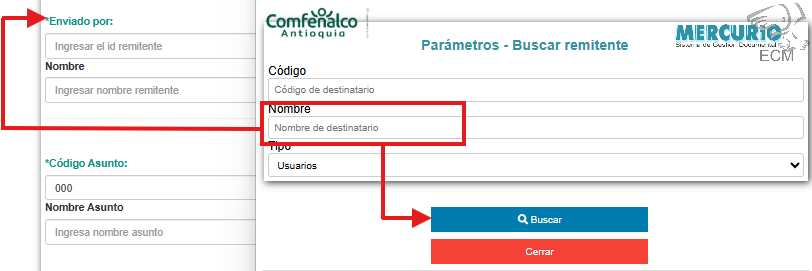 *Enviado por:
Ingresar el id remitente
Nombre
Ingresar nombre remitente
*Código Asunto:
000
Nombre Asunto
Ingresa nombre asunto
Comfenalco
Antioquia
Parámetros - Buscar remitente
MERCURIO
Sistema de Gestión Documental
ECM
Código
Código de destinatario
Nombre
Nombre de destinatario
Tipo
Usuarios
Buscar
Cerrar